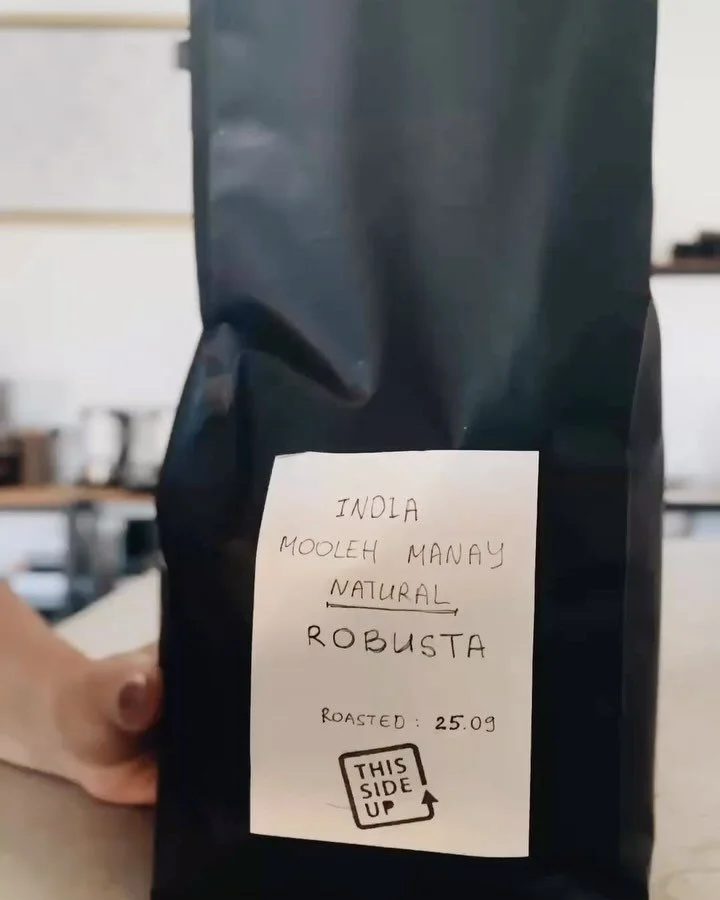 INDIA
MOOLEH MANAY
NATURAL
ROBUSTA
ROASTED : 25.09
THIS
SIDE
UP